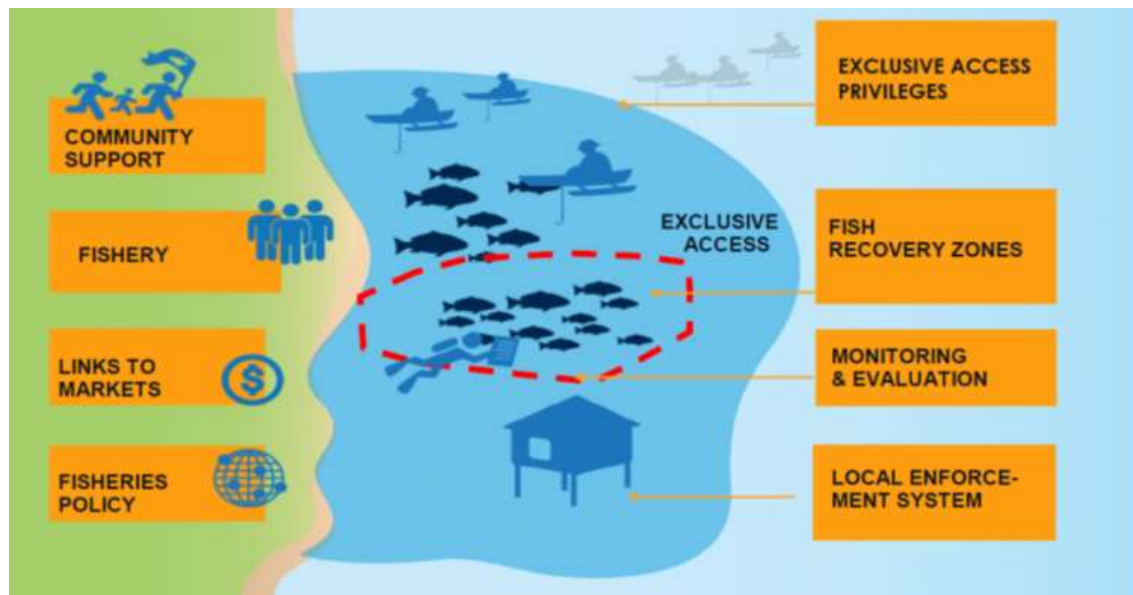 COMMUNITY
SUPPORT
FISHERY
LINKS TO
MARKETS
$
FISHERIES
POLICY
EXCLUSIVE
ACCESS
EXCLUSIVE ACCESS
PRIVILEGES
FISH
RECOVERY ZONES
MONITORING
& EVALUATION
LOCAL ENFORCE-
MENT SYSTEM